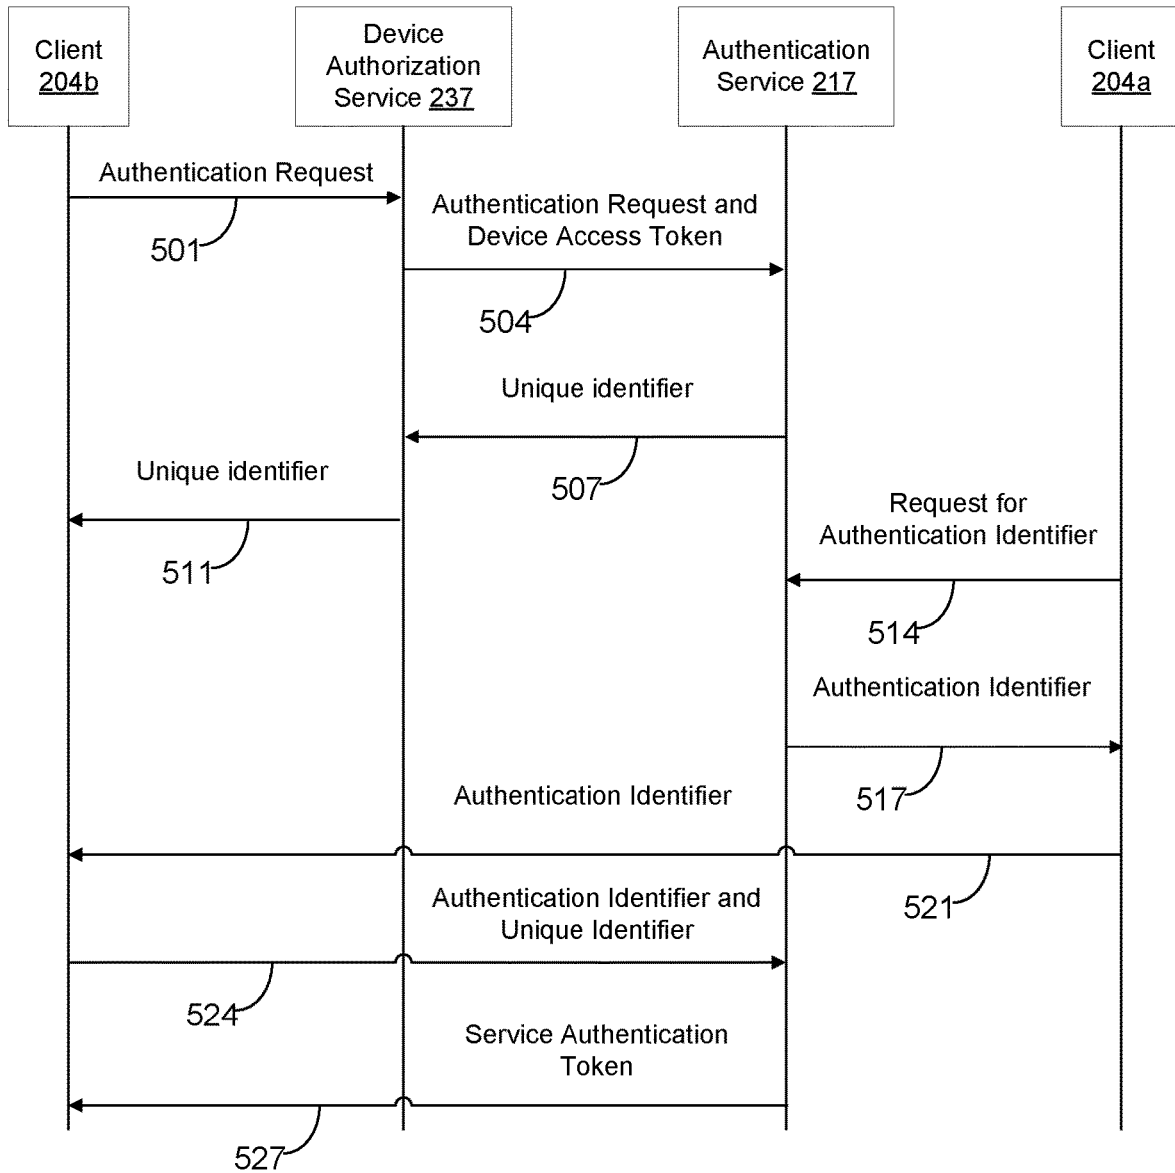 Client
204b
Device
Authorization
Service 237
Authentication
Service 217
Client
204a
Authentication Request
501
Authentication Request and
Device Access Token
504
Unique identifier
507
Unique identifier
511
Request for
Authentication Identifier
514
Authentication Identifier
517
Authentication Identifier
521
Authentication Identifier and
Unique Identifier
524
Service Authentication
Token
527